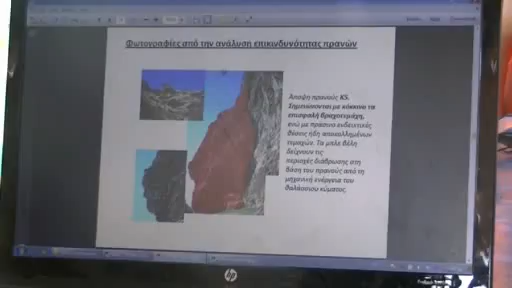 Φωτογραφίες από την ανάλυση επικινδυνότητας πρανών
Άποψη πρανούς Κ5.
Σημειώνονται με κόκκινο τα
επισφαλή βραχοτεμάχη,
ενώ με πράσινο ενδεικτικές
θέσεις ήδη αποκολλημένων
τεμαχών. Τα μπλε βέλη
δείχνουν τις
περιοχές διάβρωσης στη
βάση του πρανούς από τη
μηχανική ενέργεια του
θαλάσσιου κύματος.
hp